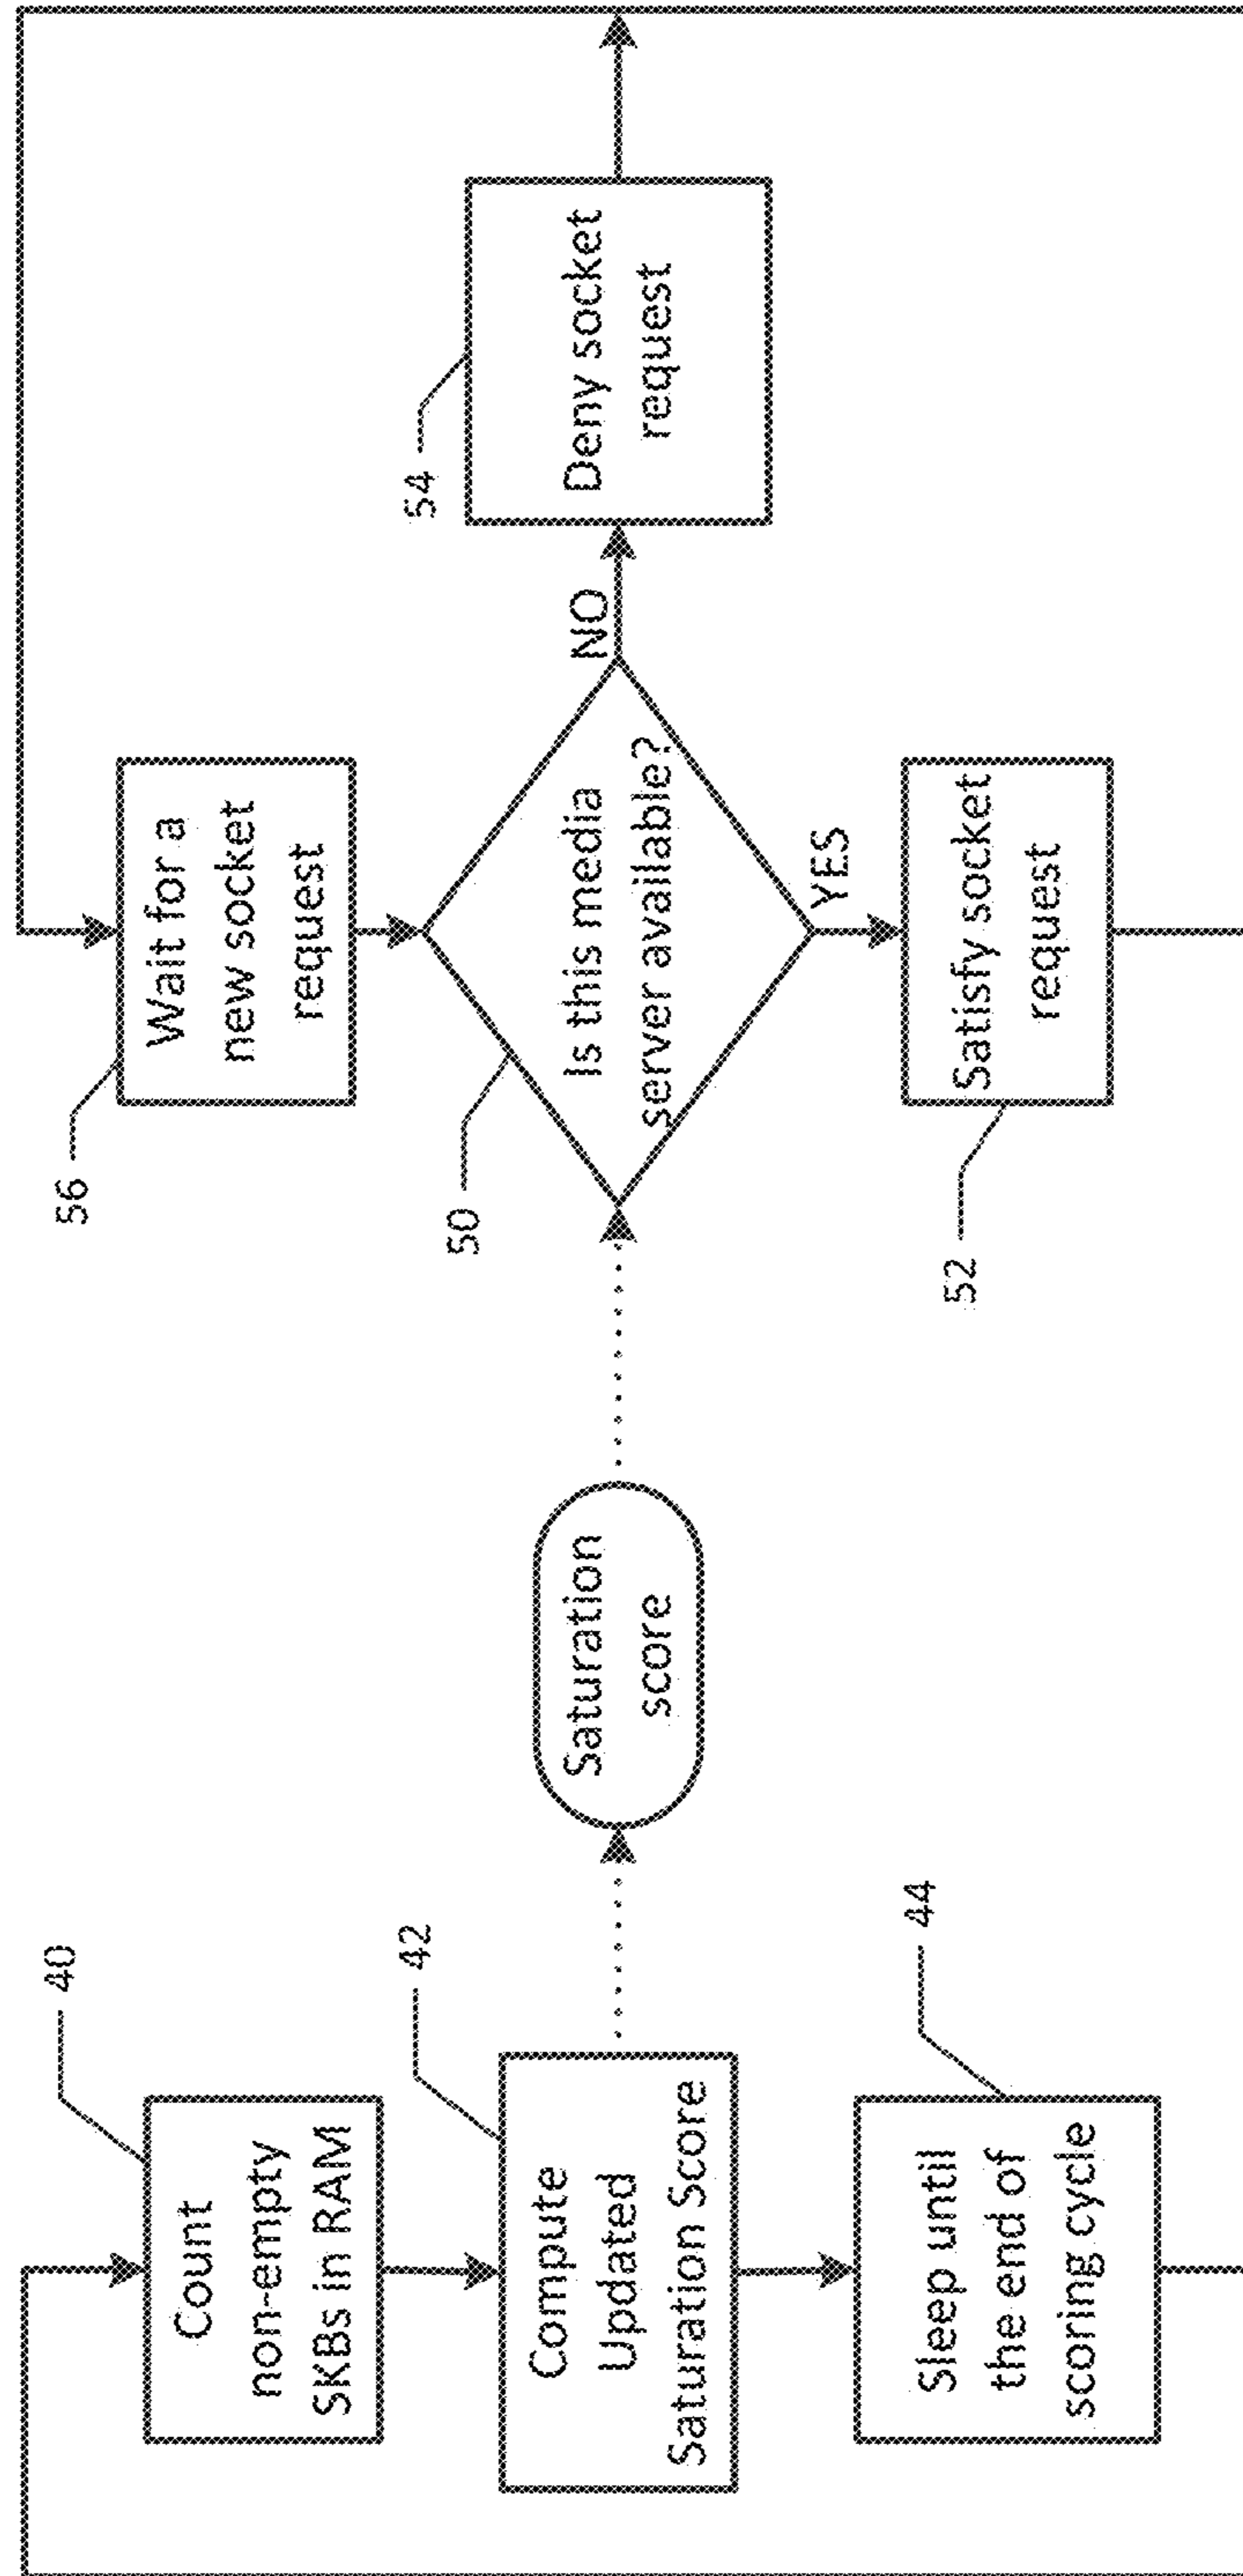 40
Count
non-empty
SKBs in RAM
42
Compute
Updated
Saturation Score
44
Sleep until
the end of
scoring cycle
Saturation
score
56
Wait for a
new socket
request
50
Is this media
server available?
NO
54
Deny socket
request
YES
52
Satisfy socket
request